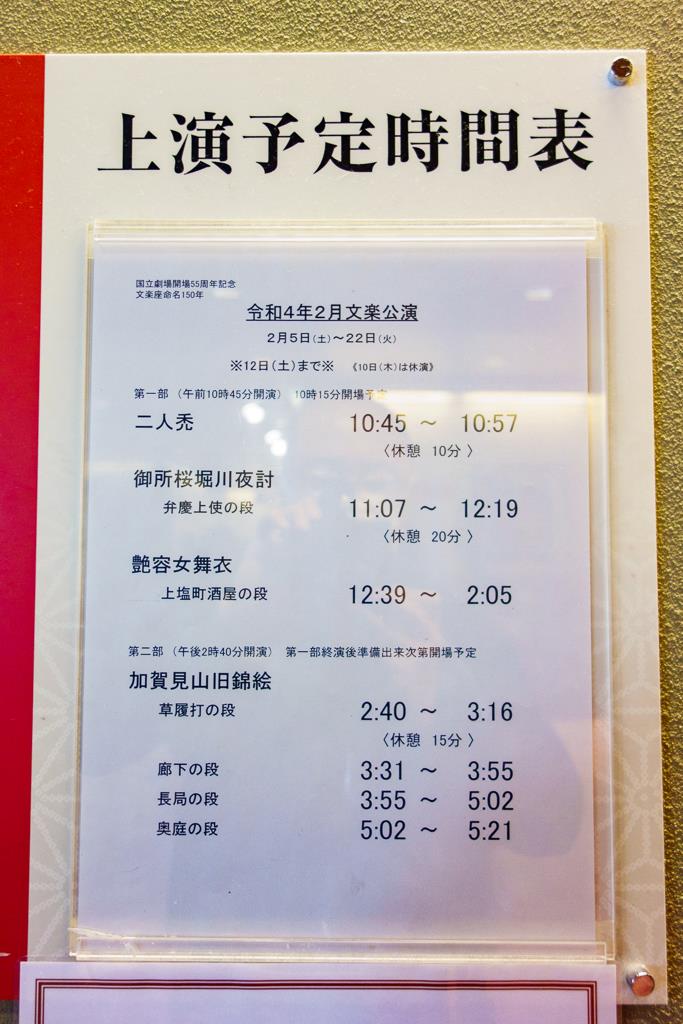 上演予定時間表
国立劇場開場55周年記念
文楽座命名150年
令和4年2月文楽公演
2月5日(土)~22日(火)
※12日(土)まで※ 《10日(木)は休演》
第一部 (午前10時45分開演) 10時15分開場予定
二人禿 10:45 ~ 10:57
〈休憩 10分〉
御所桜堀川夜討
弁慶上使の段 11:07 ~ 12:19
〈休憩 20分〉
艶容女舞衣
上塩町酒屋の段 12:39 ~ 2:05
第二部 (午後2時40分開演) 第一部終演後準備出来次第開場予定
加賀見山旧錦絵
草履打の段 2:40 ~ 3:16
〈休憩 15分〉
廊下の段 3:31 ~ 3:55
長局の段 3:55 ~ 5:02
奥庭の段 5:02 ~ 5:21